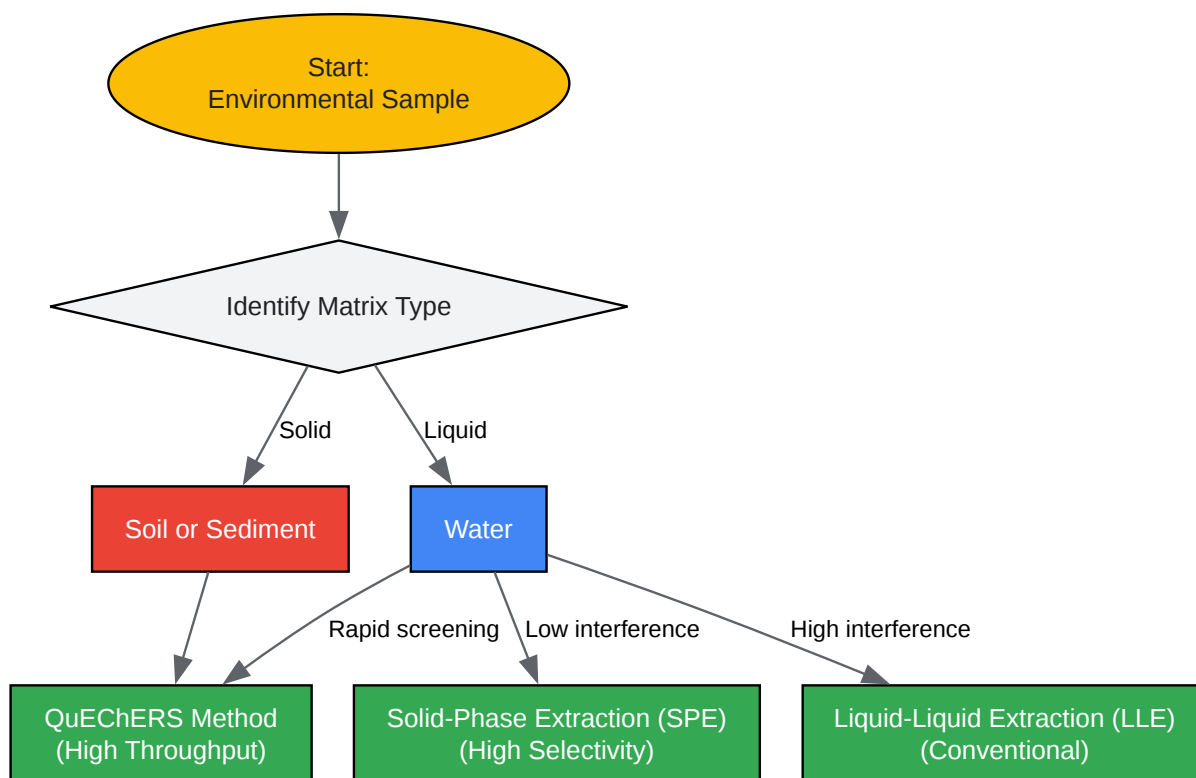 Start:
Environmental Sample
Identify Matrix Type
Solid
Liquid
Soil or Sediment
Water
Rapid screening
Low interference
High interference
QuEChERS Method
(High Throughput)
Solid-Phase Extraction (SPE)
(High Selectivity)
Liquid-Liquid Extraction (LLE)
(Conventional)